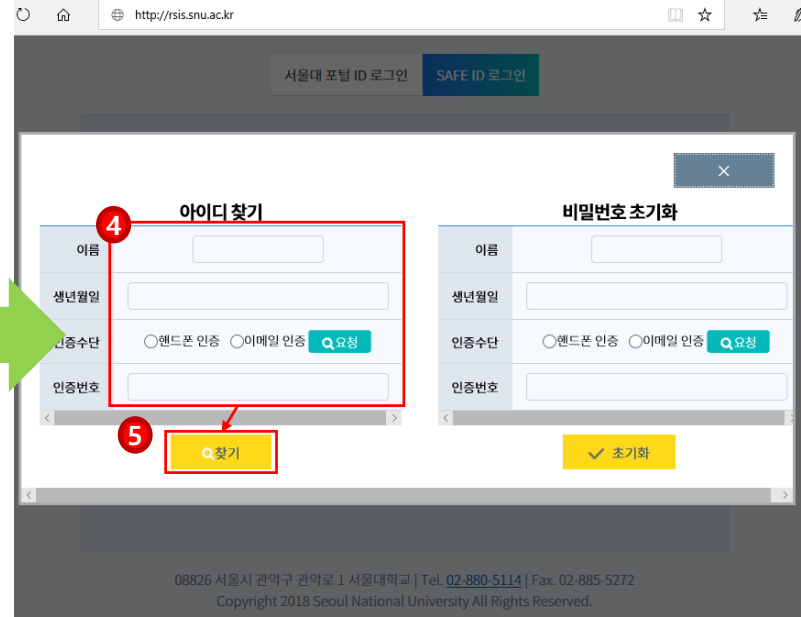 http://rsis.snu.ac.kr
서울대 포털 ID 로그인 SAFE ID 로그인
×
아이디 찾기 비밀번호 초기화
4
이름 이름
생년월일 생년월일
인증수단 핸드폰 인증 이메일 인증 요청 인증수단 핸드폰 인증 이메일 인증 요청
인증번호 인증번호
5
찾기 초기화
08826 서울시 관악구 관악로 1 서울대학교 | Tel. 02-880-5114 | Fax. 02-885-5272
Copyright 2018 Seoul National University All Rights Reserved.